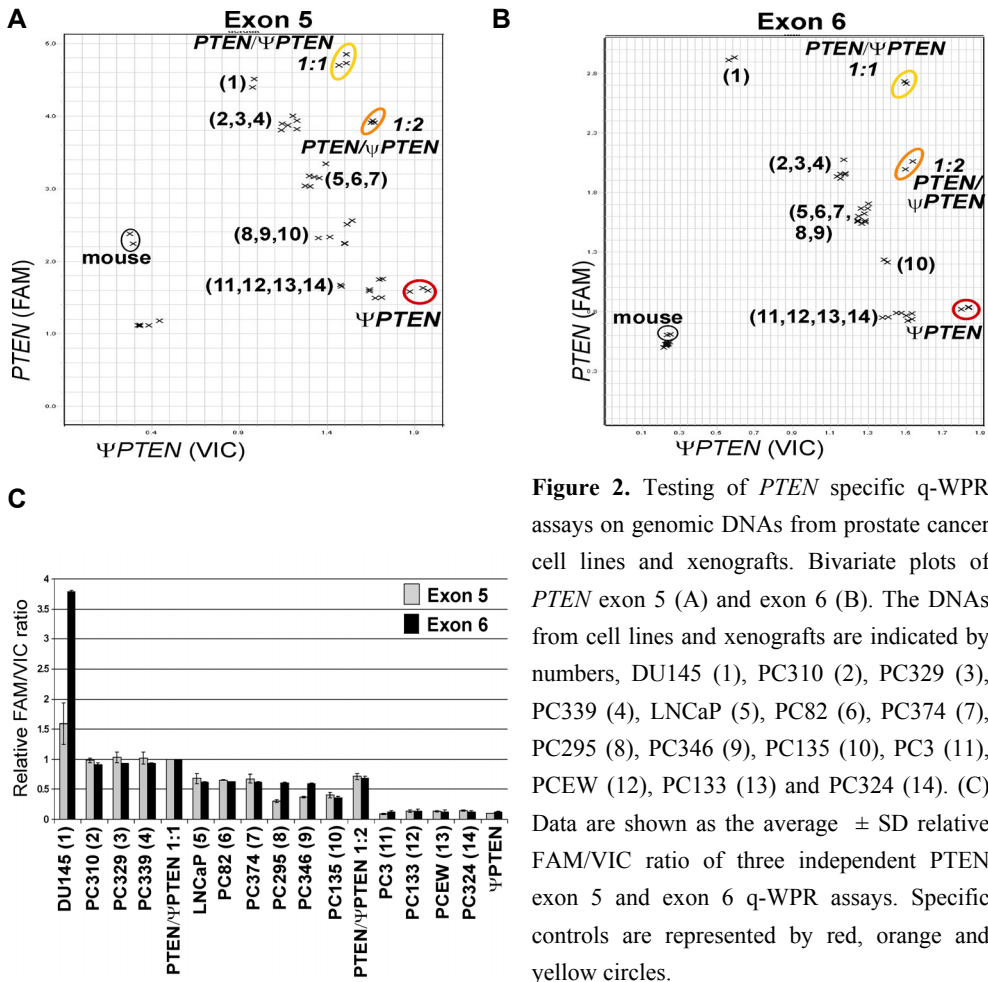 A
Exon 5
PTEN/ΨPTEN
1:1
(1)
(2,3,4)
1:2
PTEN/ΨPTEN
(5,6,7)
(8,9,10)
mouse
(11,12,13,14)
ΨPTEN
PTEN (FAM)
6.0
5.0
4.0
3.0
2.0
1.0
0.0
0.4
0.9
1.4
1.9
ΨPTEN (VIC)
B
Exon 6
PTEN/ΨPTEN
1:1
(1)
(2,3,4)
1:2
PTEN/
ΨPTEN
(5,6,7,
8,9)
(10)
mouse
(11,12,13,14)
ΨPTEN
PTEN (FAM)
2.8
2.3
1.8
1.3
0.8
0.3
0.1
0.3
0.5
0.7
0.9
1.1
1.3
1.5
1.7
1.9
ΨPTEN (VIC)
C
Relative FAM/VIC ratio
4
3.5
3
2.5
2
1.5
1
0.5
0
Exon 5
Exon 6
DU145 (1)
PC310 (2)
PC329 (3)
PC339 (4)
PTEN/ΨPTEN 1:1
LNCaP (5)
PC82 (6)
PC374 (7)
PC295 (8)
PC346 (9)
PC135 (10)
PTEN/ΨPTEN 1:2
PC3 (11)
PC133 (12)
PCEW (13)
PC324 (14)
ΨPTEN
Figure 2. Testing of PTEN specific q-WPR
assays on genomic DNAs from prostate cancer
cell lines and xenografts. Bivariate plots of
PTEN exon 5 (A) and exon 6 (B). The DNAs
from cell lines and xenografts are indicated by
numbers, DU145 (1), PC310 (2), PC329 (3),
PC339 (4), LNCaP (5), PC82 (6), PC374 (7),
PC295 (8), PC346 (9), PC135 (10), PC3 (11),
PCEW (12), PC133 (13) and PC324 (14). (C)
Data are shown as the average ± SD relative
FAM/VIC ratio of three independent PTEN
exon 5 and exon 6 q-WPR assays. Specific
controls are represented by red, orange and
yellow circles.